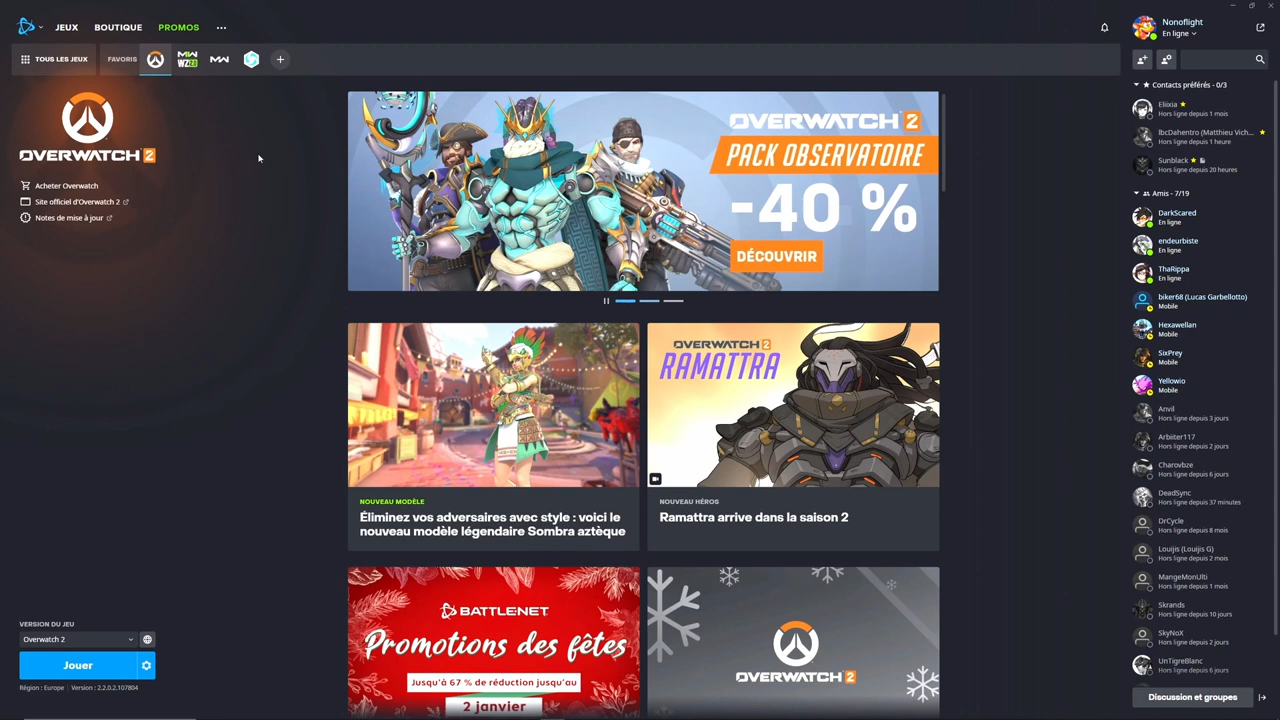 JEUX
BOUTIQUE
PROMOS
Nonoflight
En ligne
TOUS LES JEUX
FAVORIS
MW
WZ2
MW
OVERWATCH 2
Acheter Overwatch
Site officiel d'Overwatch 2
Notes de mise à jour
OVERWATCH 2
PACK OBSERVATOIRE
-40 %
DÉCOUVRIR
OVERWATCH 2
RAMATTRA
NOUVEAU MODÈLE
Éliminez vos adversaires avec style : voici le
nouveau modèle légendaire Sombra aztèque
NOUVEAU HÉROS
Ramattra arrive dans la saison 2
BATTLENET
Promotions des fêtes
Jusqu'à 67 % de réduction jusqu'au
2 janvier
OVERWATCH 2
VERSION DU JEU
Overwatch 2
Jouer
Région : Europe | Version : 2.2.0.2.107804
Contacts préférés - 0/3
Eliixia
Hors ligne depuis 1 mois
lbcDahentro (Matthieu Vich...
Hors ligne depuis 1 heure
Sunblack
Hors ligne depuis 20 heures
Amis - 7/19
DarkScared
En ligne
endeurbiste
En ligne
ThaRippa
En ligne
biker68 (Lucas Garbellotto)
Mobile
Hexawellan
Mobile
SixPrey
Mobile
Yellowio
Mobile
Anvil
Hors ligne depuis 3 jours
Arbiiter117
Hors ligne depuis 2 jours
Charovbze
Hors ligne depuis 6 jours
DeadSync
Hors ligne depuis 37 minutes
DrCycle
Hors ligne depuis 8 mois
Louijis (Louijis G)
Hors ligne depuis 2 mois
MangeMonUlti
Hors ligne depuis 1 mois
Skrands
Hors ligne depuis 10 jours
SkyNoX
Hors ligne depuis 2 jours
UnTigreBlanc
Hors ligne depuis 6 jours
Discussion et groupes